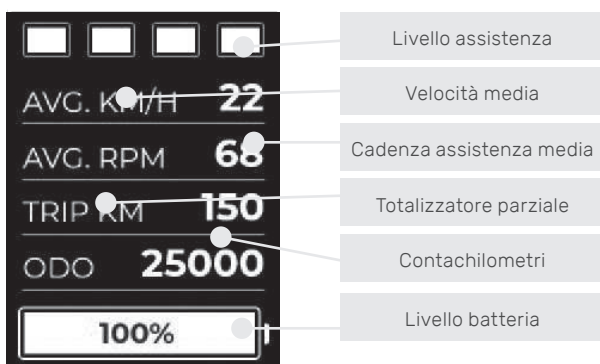 Livello assistenza
AVG. KM/H 22
Velocità media
AVG. RPM 68
Cadenza assistenza media
TRIP KM 150
Totalizzatore parziale
ODO 25000
Contachilometri
100%
Livello batteria